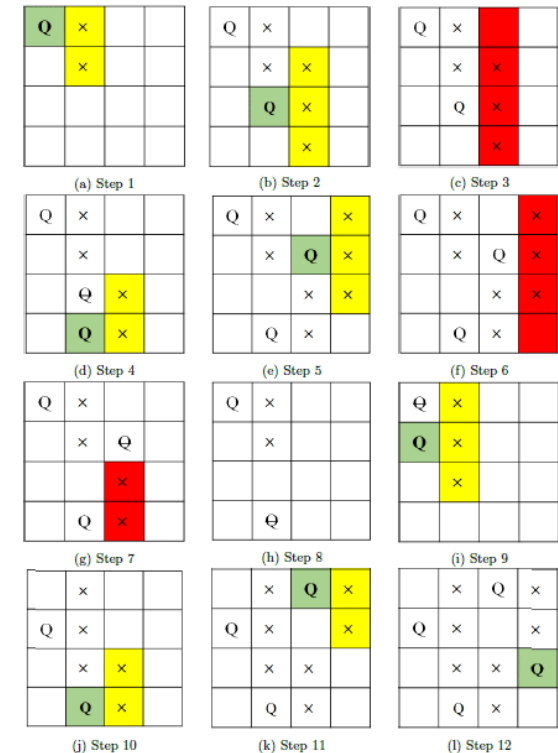 Q ×
×
(a) Step 1
Q ×
× ×
Q ×
×
(b) Step 2
Q ×
× ×
Q ×
×
(c) Step 3
Q ×
×
Q ×
Q ×
(d) Step 4
Q × ×
× Q ×
× ×
Q ×
(e) Step 5
Q × ×
× Q ×
× ×
Q ×
(f) Step 6
Q ×
× Q
×
Q ×
(g) Step 7
Q ×
×
Q
(h) Step 8
Q ×
Q ×
×
(i) Step 9
×
Q ×
× ×
Q ×
(j) Step 10
× Q ×
Q × ×
× ×
Q ×
(k) Step 11
× Q ×
Q × ×
× × Q
Q ×
(l) Step 12